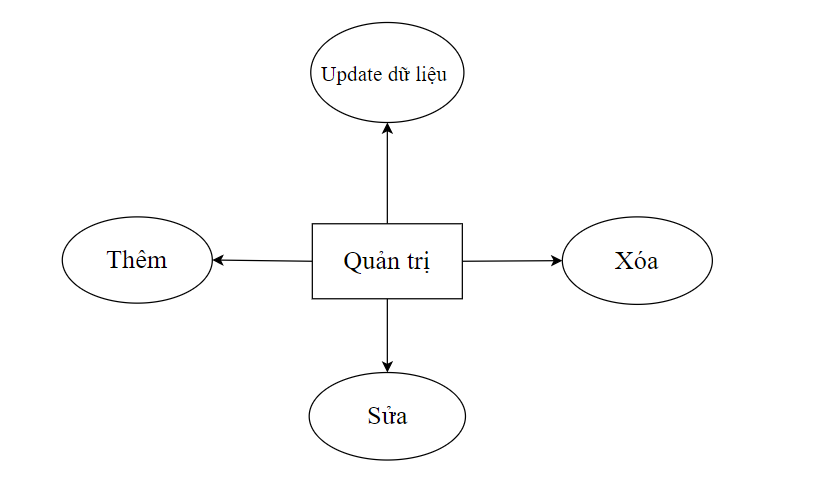 Update dữ liệu
Thêm
Quản trị
Xóa
Sửa